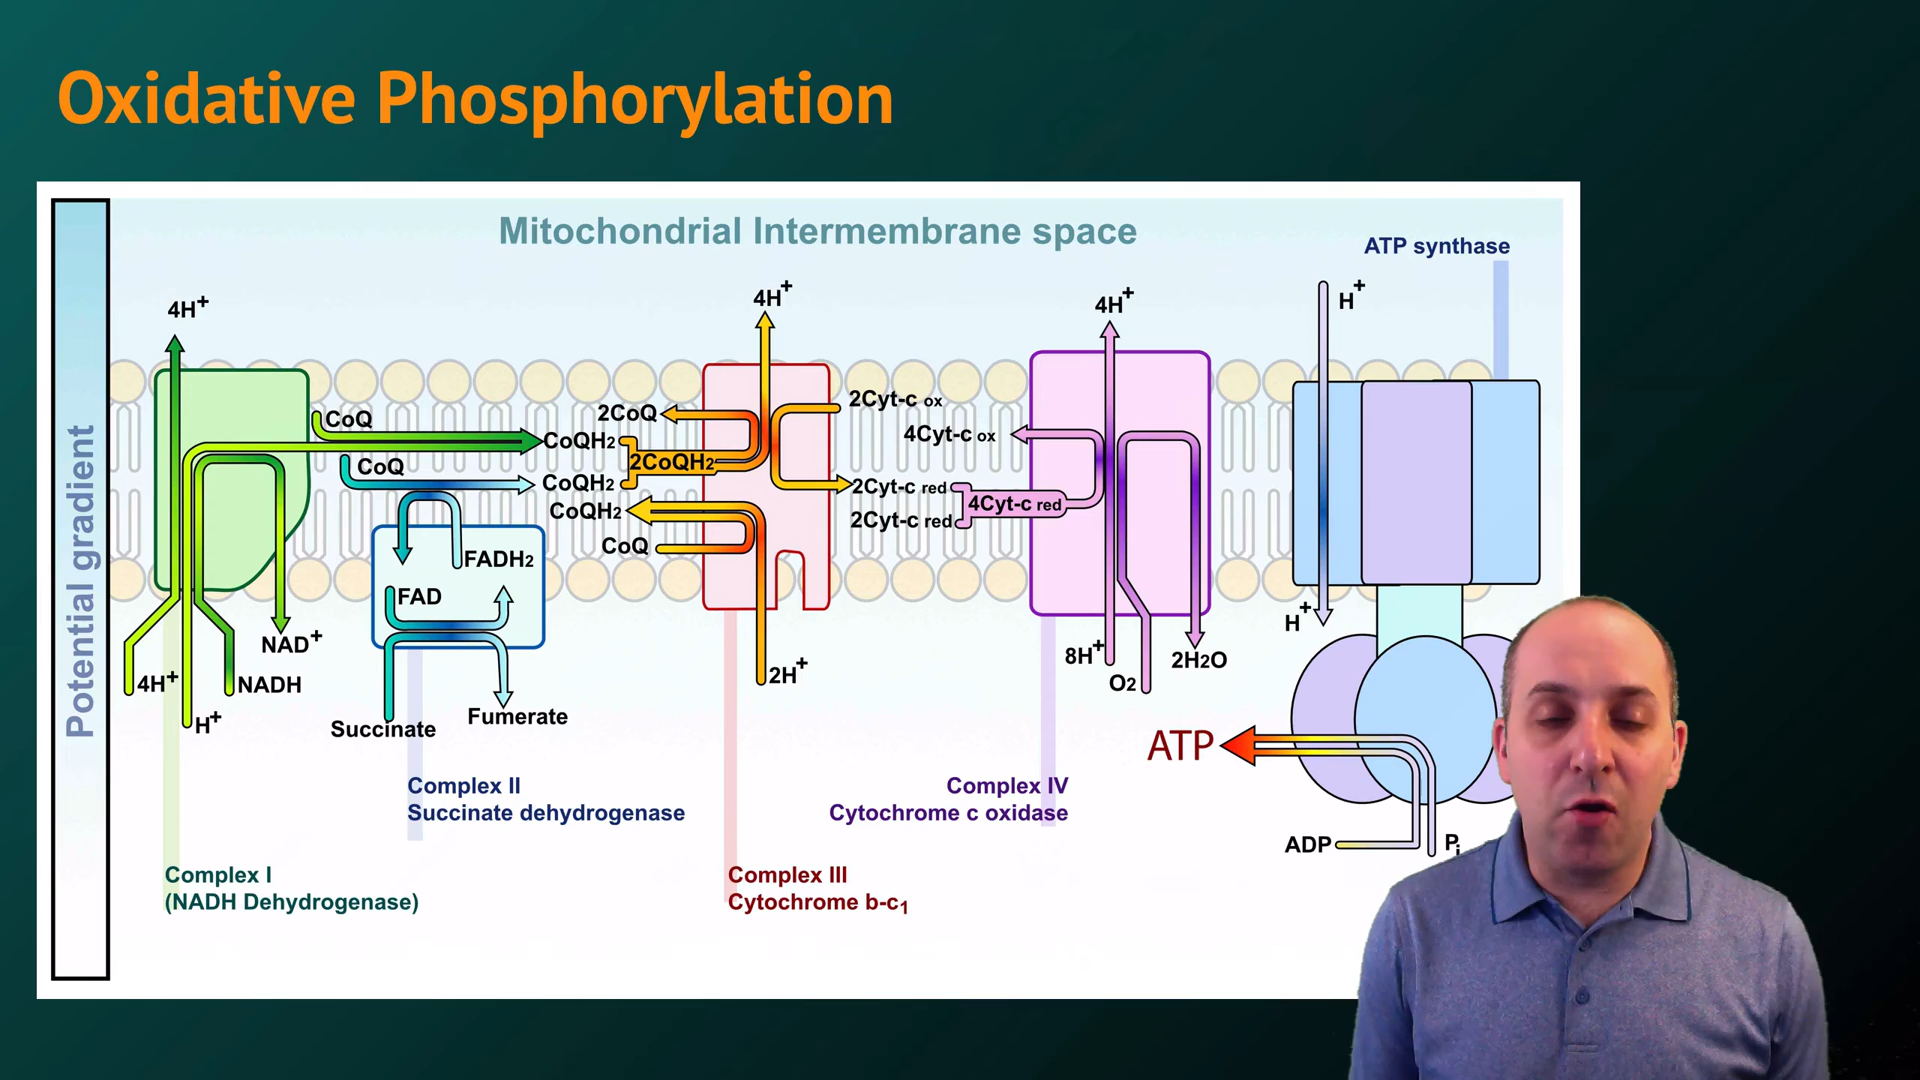 Oxidative Phosphorylation
Mitochondrial Intermembrane space
ATP synthase
Potential gradient
4H+
4H+
4H+
H+
CoQ
CoQH2
CoQ
CoQH2
2CoQ
2CoQH2
CoQH2
CoQ
2Cyt-c ox
4Cyt-c ox
2Cyt-c red
2Cyt-c red
4Cyt-c red
FADH2
FAD
NAD+
4H+
NADH
H+
Succinate
Fumerate
2H+
8H+
O2
2H2O
H+
ATP
ADP
Pi
Complex II
Succinate dehydrogenase
Complex IV
Cytochrome c oxidase
Complex I
(NADH Dehydrogenase)
Complex III
Cytochrome b-c1